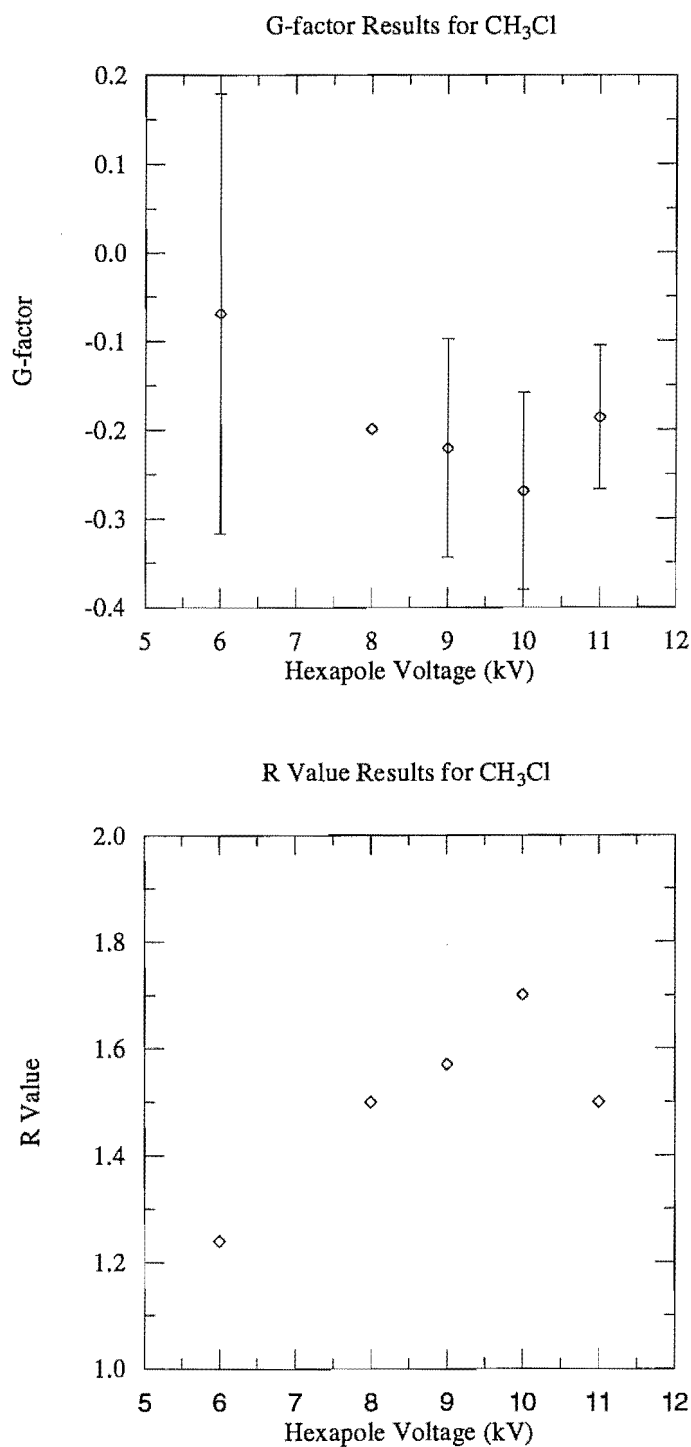 G-factor Results for CH₃Cl
0.2
0.1
0.0
-0.1
-0.2
-0.3
-0.4
G-factor
5 6 7 8 9 10 11 12
Hexapole Voltage (kV)
R Value Results for CH₃Cl
2.0
1.8
1.6
1.4
1.2
1.0
R Value
5 6 7 8 9 10 11 12
Hexapole Voltage (kV)